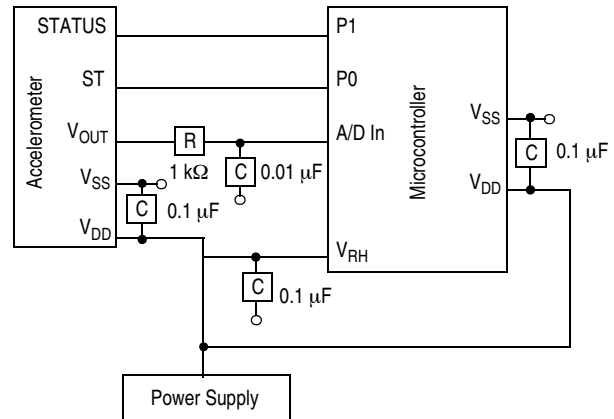 STATUS
ST
V_OUT
V_SS
V_DD
Accelerometer
R
1 kΩ
C
0.01 µF
C
0.1 µF
P1
P0
A/D In
V_RH
Microcontroller
V_SS
V_DD
C
0.1 µF
C
0.1 µF
Power Supply